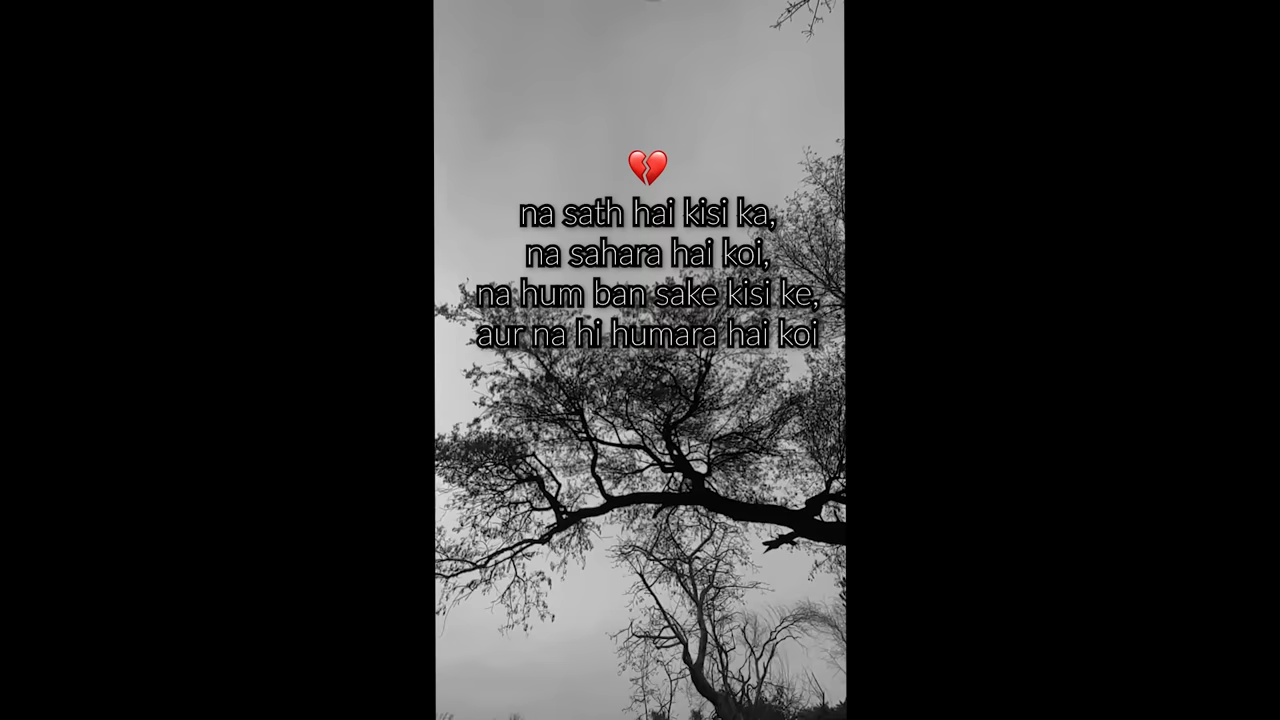 💔
na sath hai kisi ka,
na sahara hai koi,
na hum ban sake kisi ke,
aur na hi humara hai koi